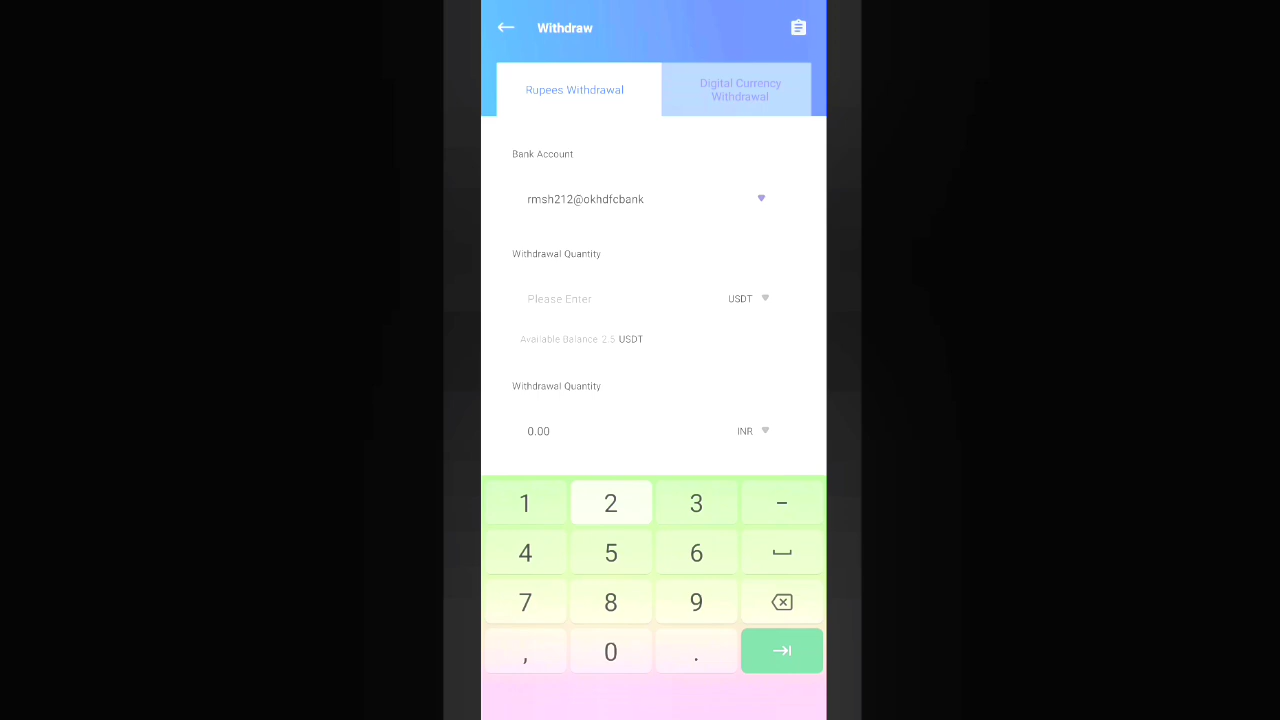 Withdraw
Rupees Withdrawal
Digital Currency
Withdrawal
Bank Account
rmsh212@okhdfcbank
Withdrawal Quantity
Please Enter USDT
Available Balance 2.5 USDT
Withdrawal Quantity
0.00 INR
1 2 3 -
4 5 6
7 8 9
, 0 .